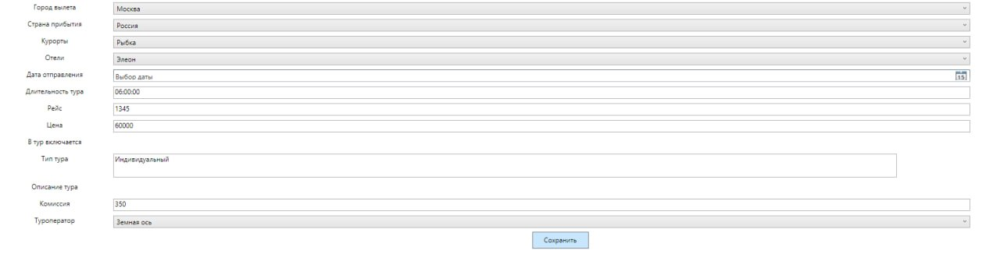 Город вылета Москва
Страна прибытия Россия
Курорты Рыбка
Отели Элеон
Дата отправления Выбор даты 15
Длительность тура 06:00:00
Рейс 1345
Цена 60000
В тур включается
Тип тура Индивидуальный
Описание тура
Комиссия 350
Туроператор Земная ось
Сохранить